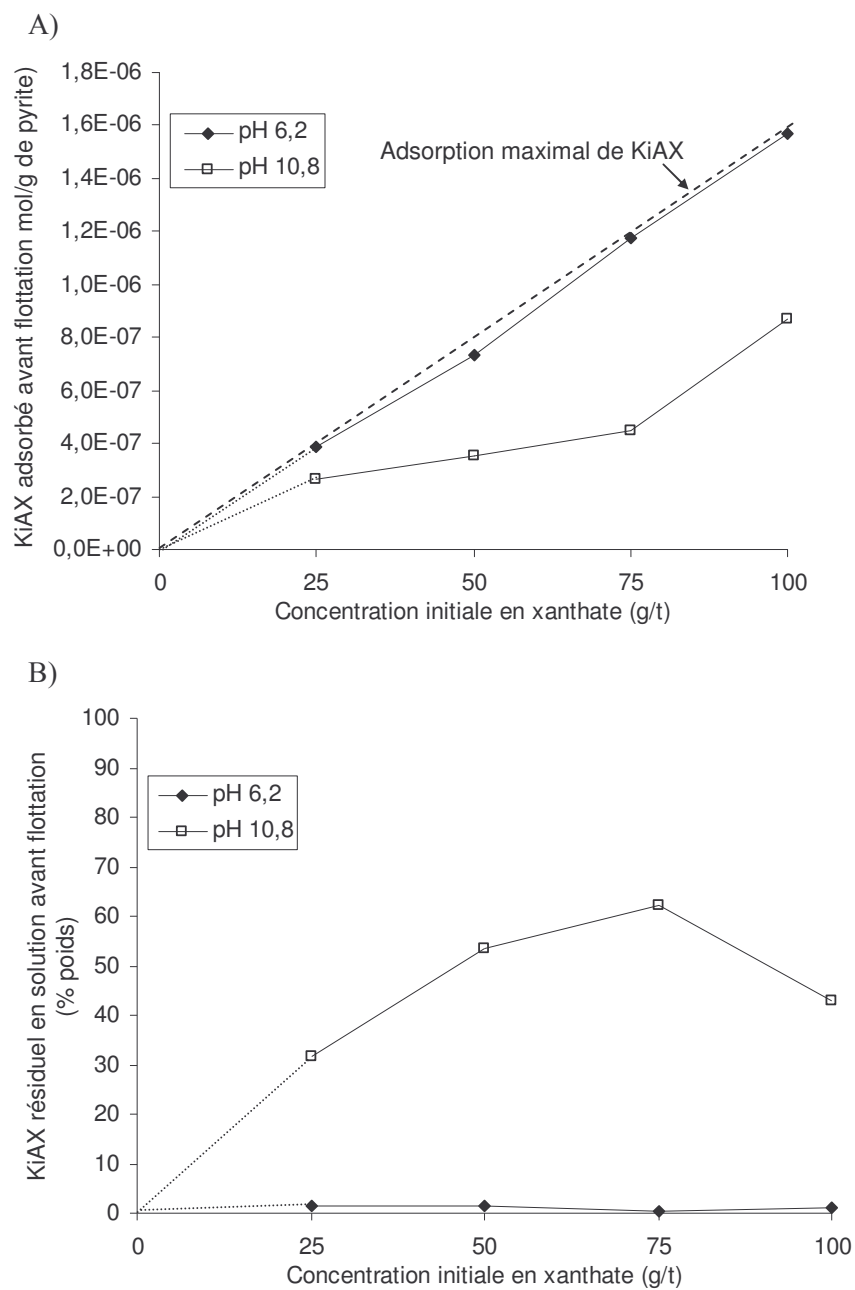 A)
KiAX adsorbé avant flottation mol/g de pyrite)
1,8E-06
1,6E-06
1,4E-06
1,2E-06
1,0E-06
8,0E-07
6,0E-07
4,0E-07
2,0E-07
0,0E+00
pH 6,2
pH 10,8
Adsorption maximal de KiAX
0 25 50 75 100
Concentration initiale en xanthate (g/t)
B)
KiAX résiduel en solution avant flottation
(% poids)
100
90
80
70
60
50
40
30
20
10
0
pH 6,2
pH 10,8
0 25 50 75 100
Concentration initiale en xanthate (g/t)